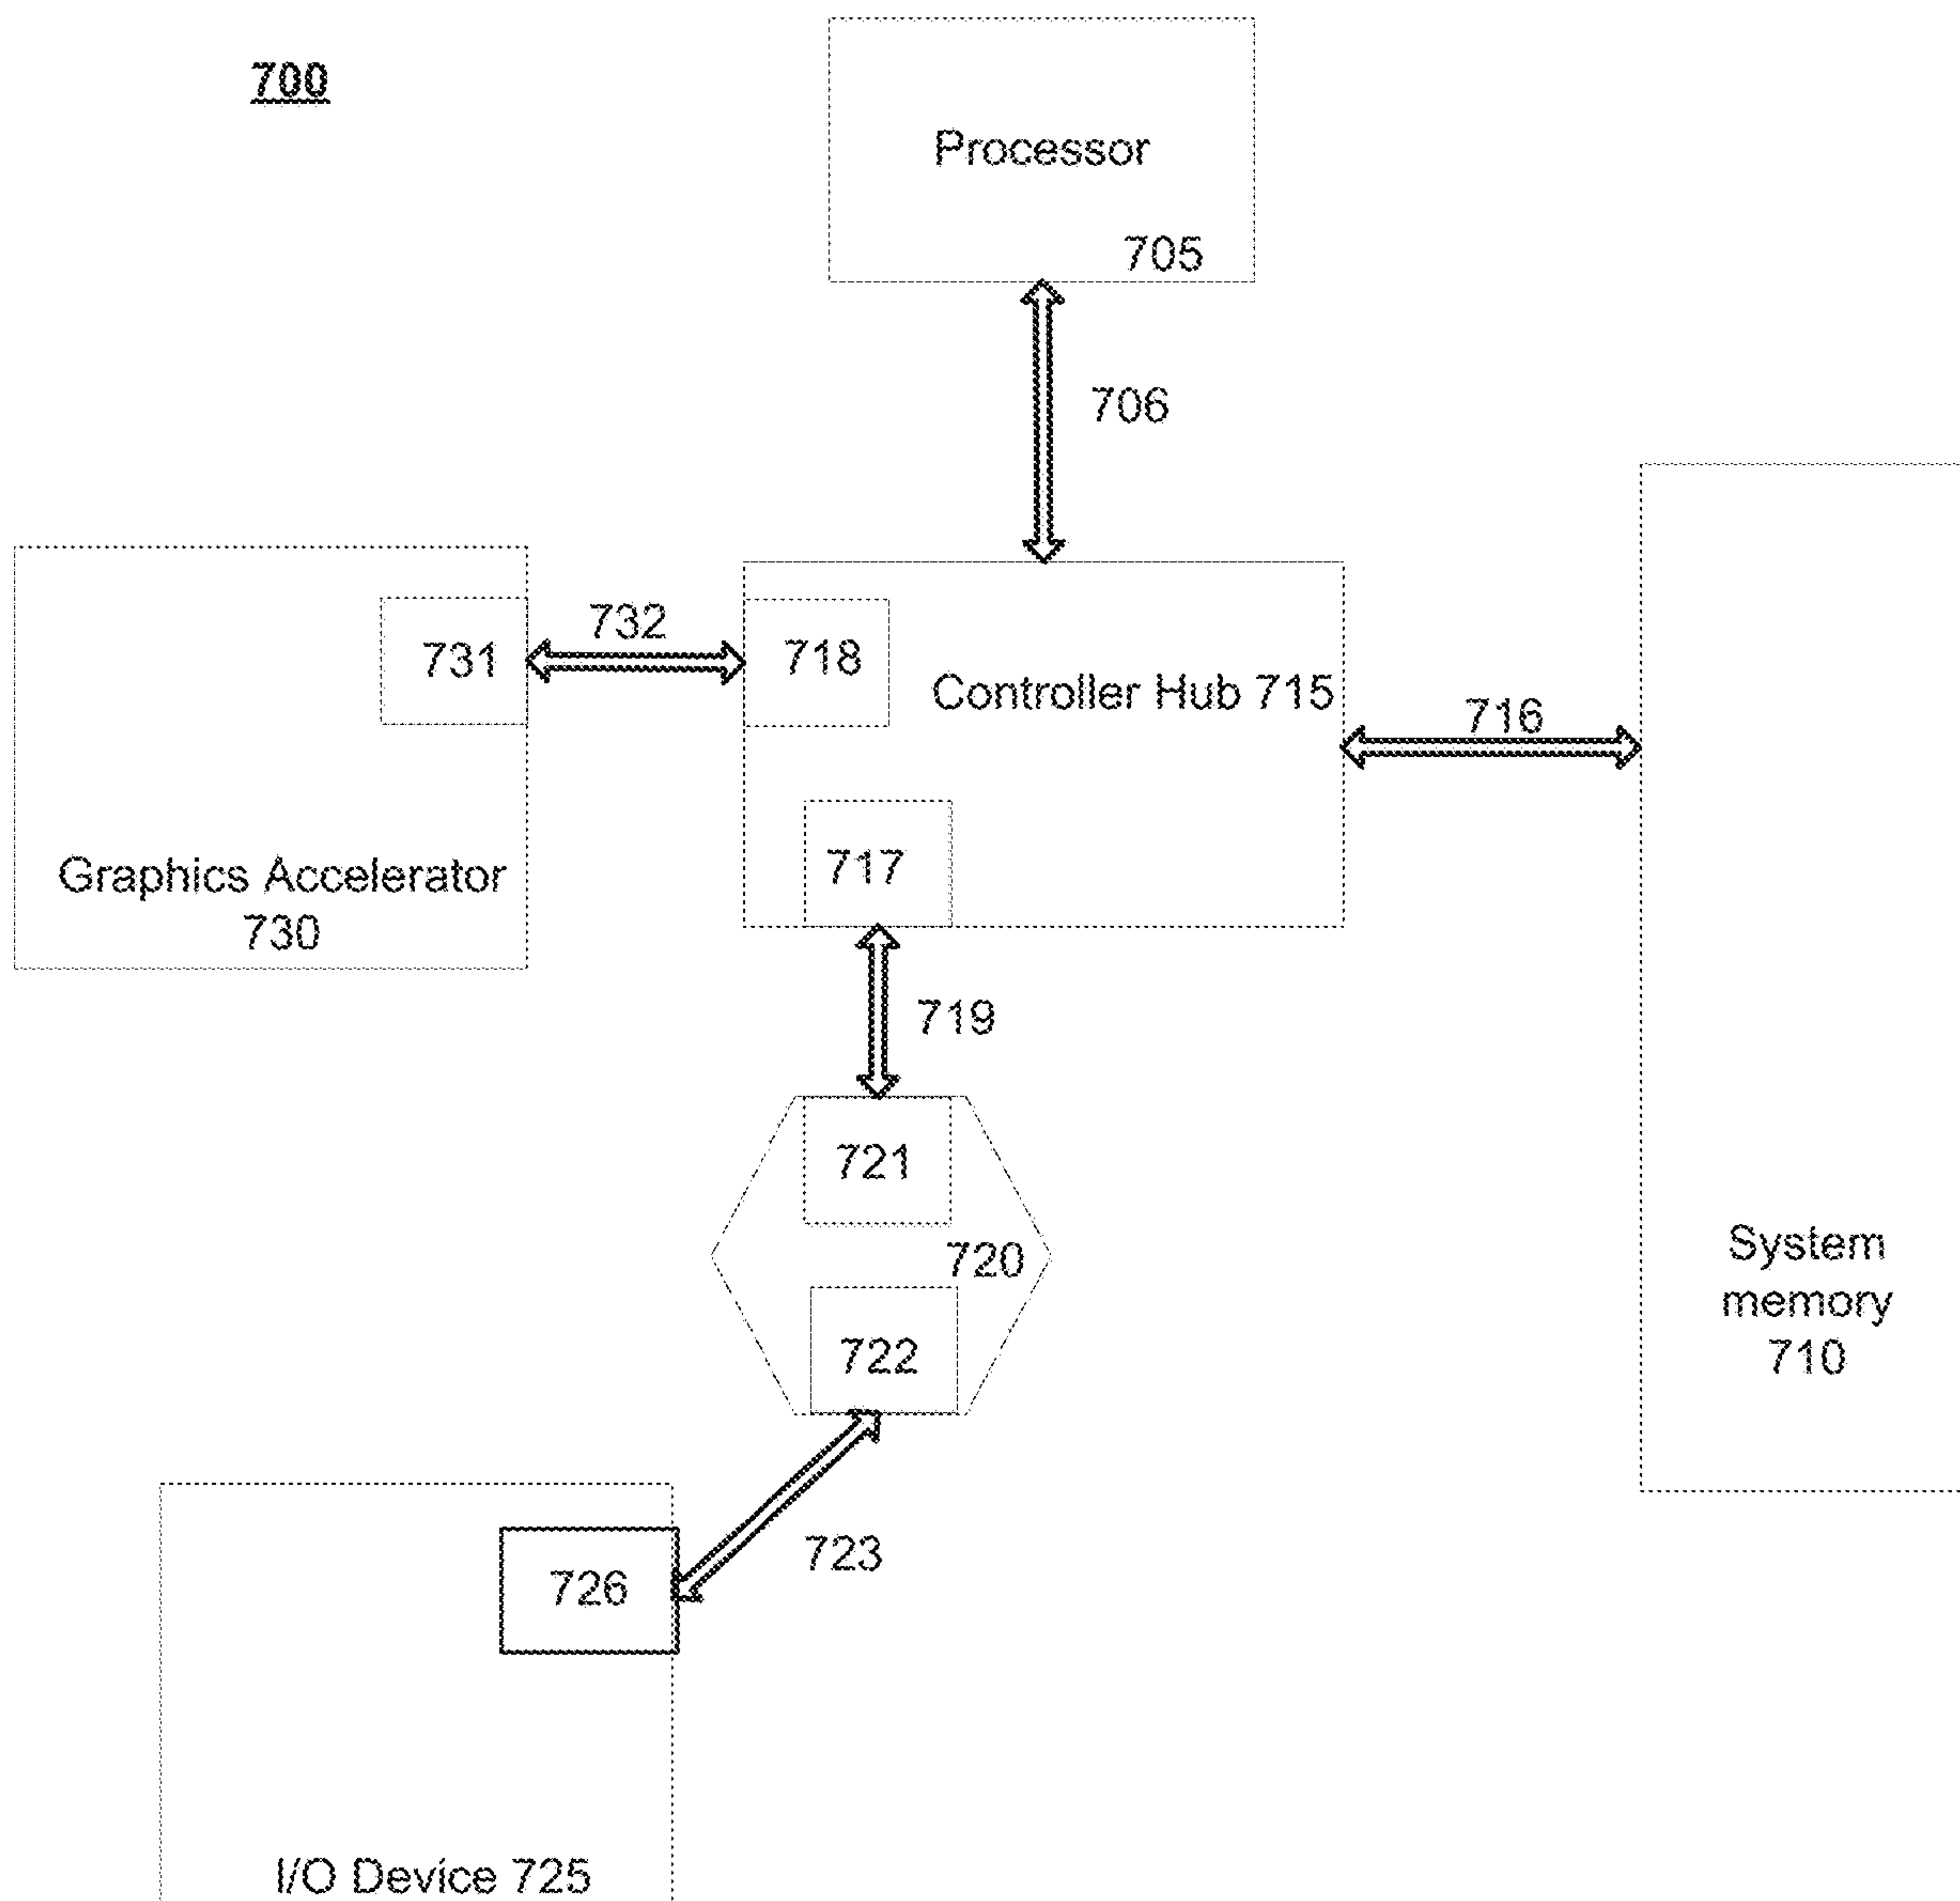 700
Processor
705
706
731
732
718
Controller Hub 715
716
Graphics Accelerator
730
717
719
721
720
722
System
memory
710
723
726
I/O Device 725